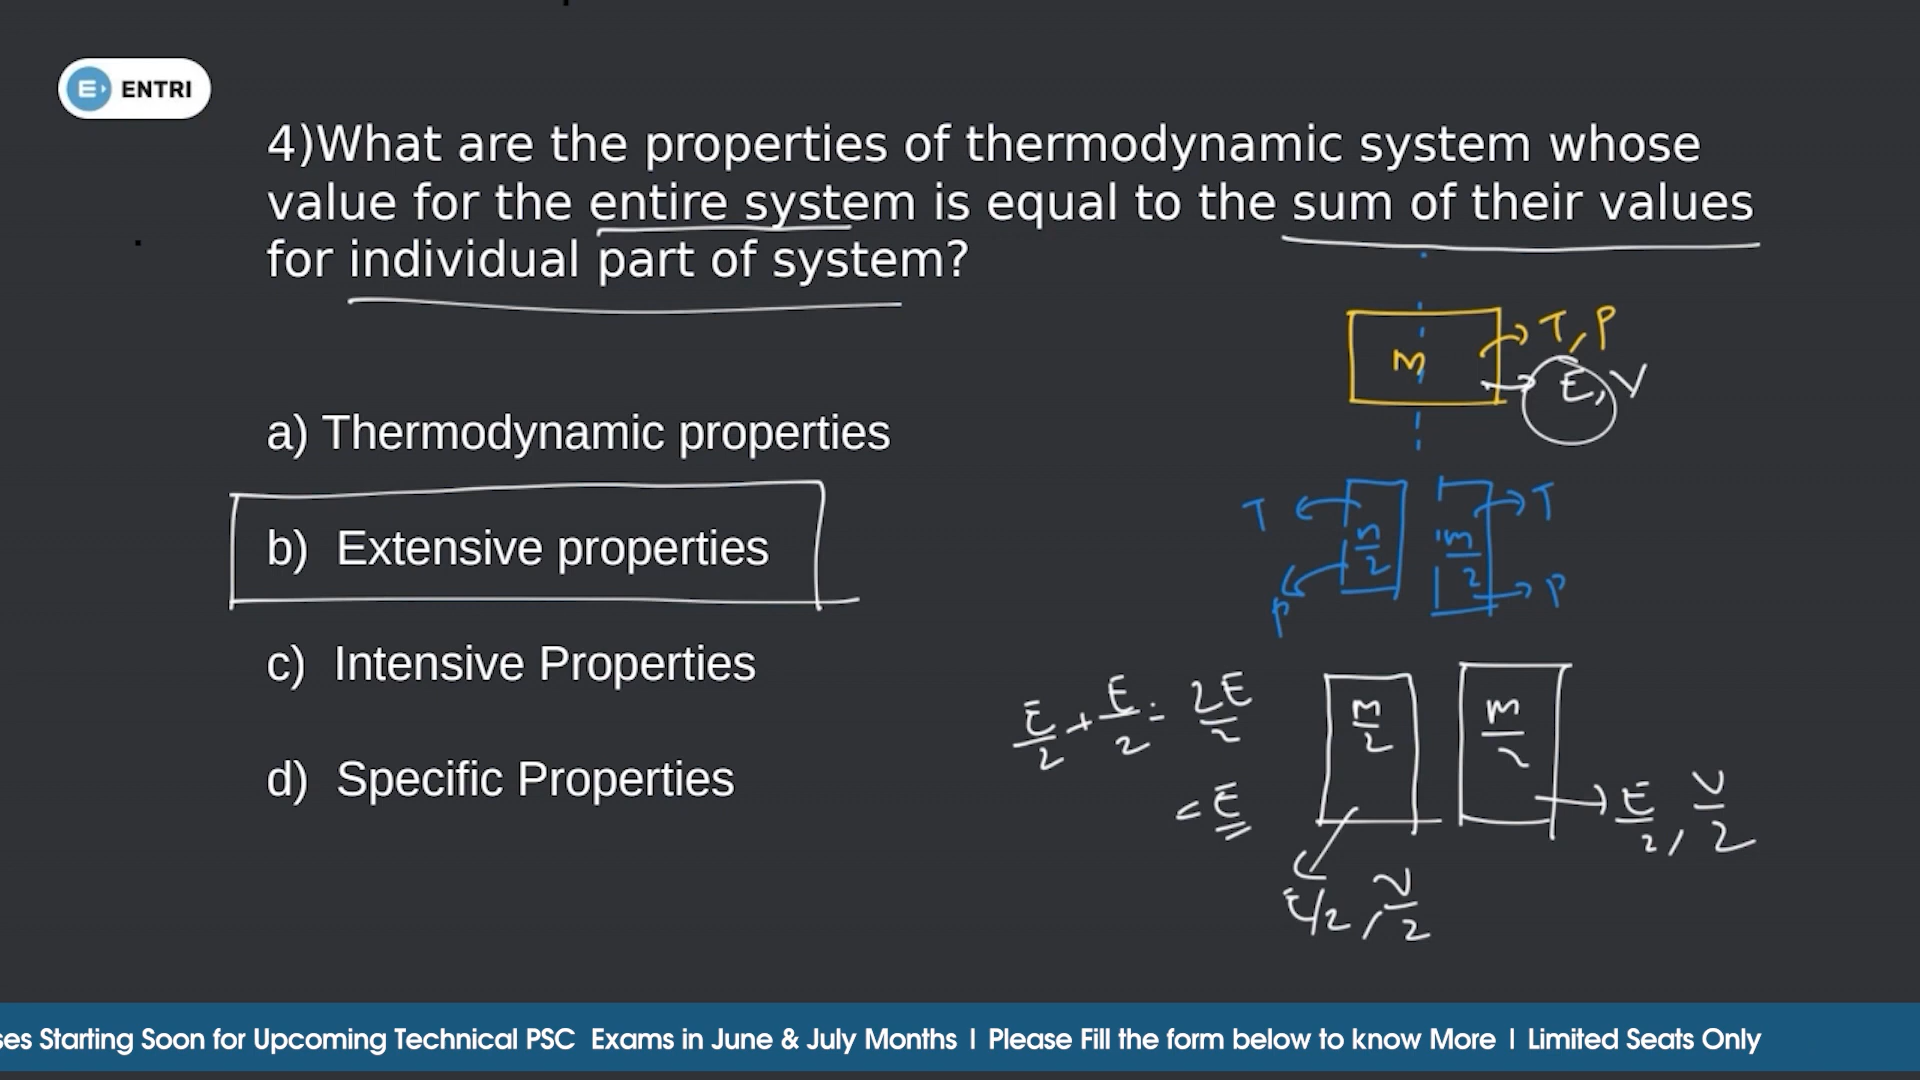 ENTRI
4)What are the properties of thermodynamic system whose
value for the entire system is equal to the sum of their values
for individual part of system?
a) Thermodynamic properties
b) Extensive properties
c) Intensive Properties
d) Specific Properties
m
T, P
E, V
T
m/2
P
m/2
T
P
E/2 + E/2 = 2E/2
= E
m/2
E/2, V/2
m/2
E/2, V/2
ses Starting Soon for Upcoming Technical PSC Exams in June & July Months | Please Fill the form below to know More | Limited Seats Only